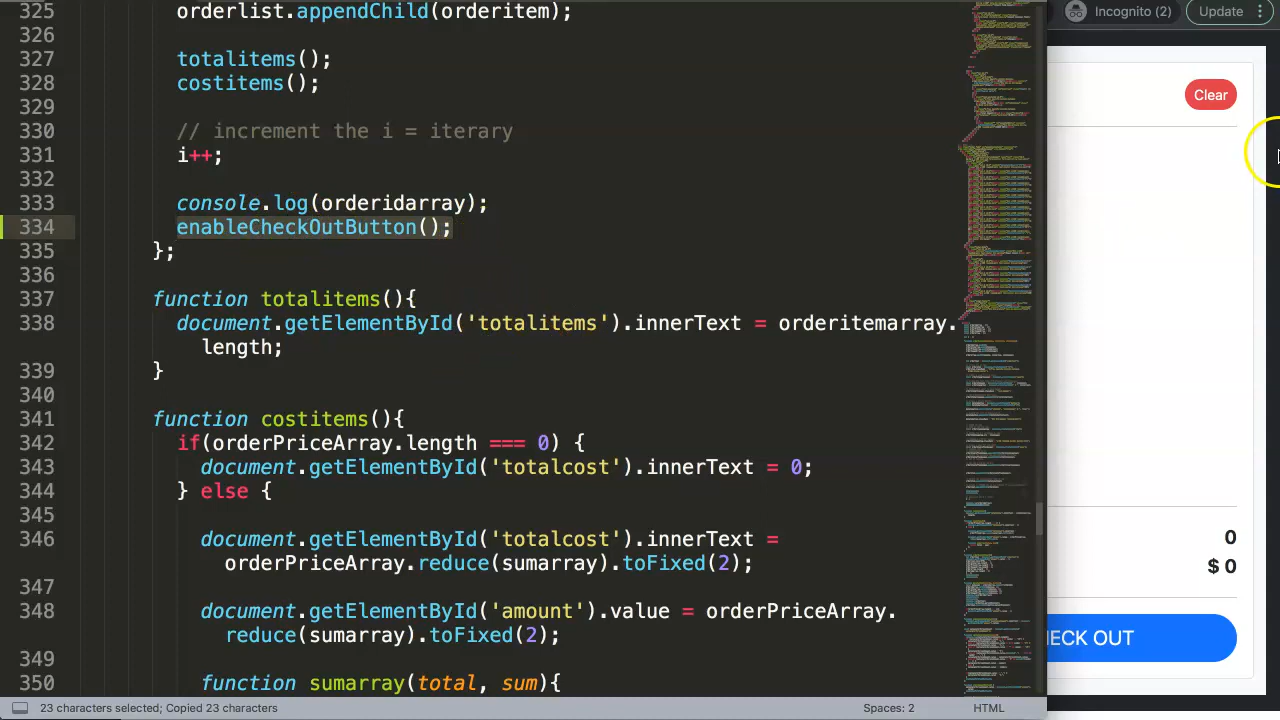 325 orderlist.appendChild(orderitem);
326
327 totalitems();
328 costitems();
329
330 // increment the i = iterary
331 i++;
332
333 console.log(orderidarray);
334 enableCheckOutButton();
335 };
336
337 function totalitems(){
338 document.getElementById('totalitems').innerText = orderitemarray.
length;
339 }
340
341 function costitems(){
342 if(orderpriceArray.length === 0) {
343 document.getElementById('totalcost').innerText = 0;
344 } else {
345
346 document.getElementById('totalcost').innerText =
orderpriceArray.reduce(sumarray).toFixed(2);
347
348 document.getElementById('amount').value = orderPriceArray.
reduce(sumarray).toFixed(2);
349
350 function sumarray(total, sum){
23 characters selected; Copied 23 characters
Spaces: 2
HTML
Incognito (2)
Update
Clear
0
$ 0
HECK OUT